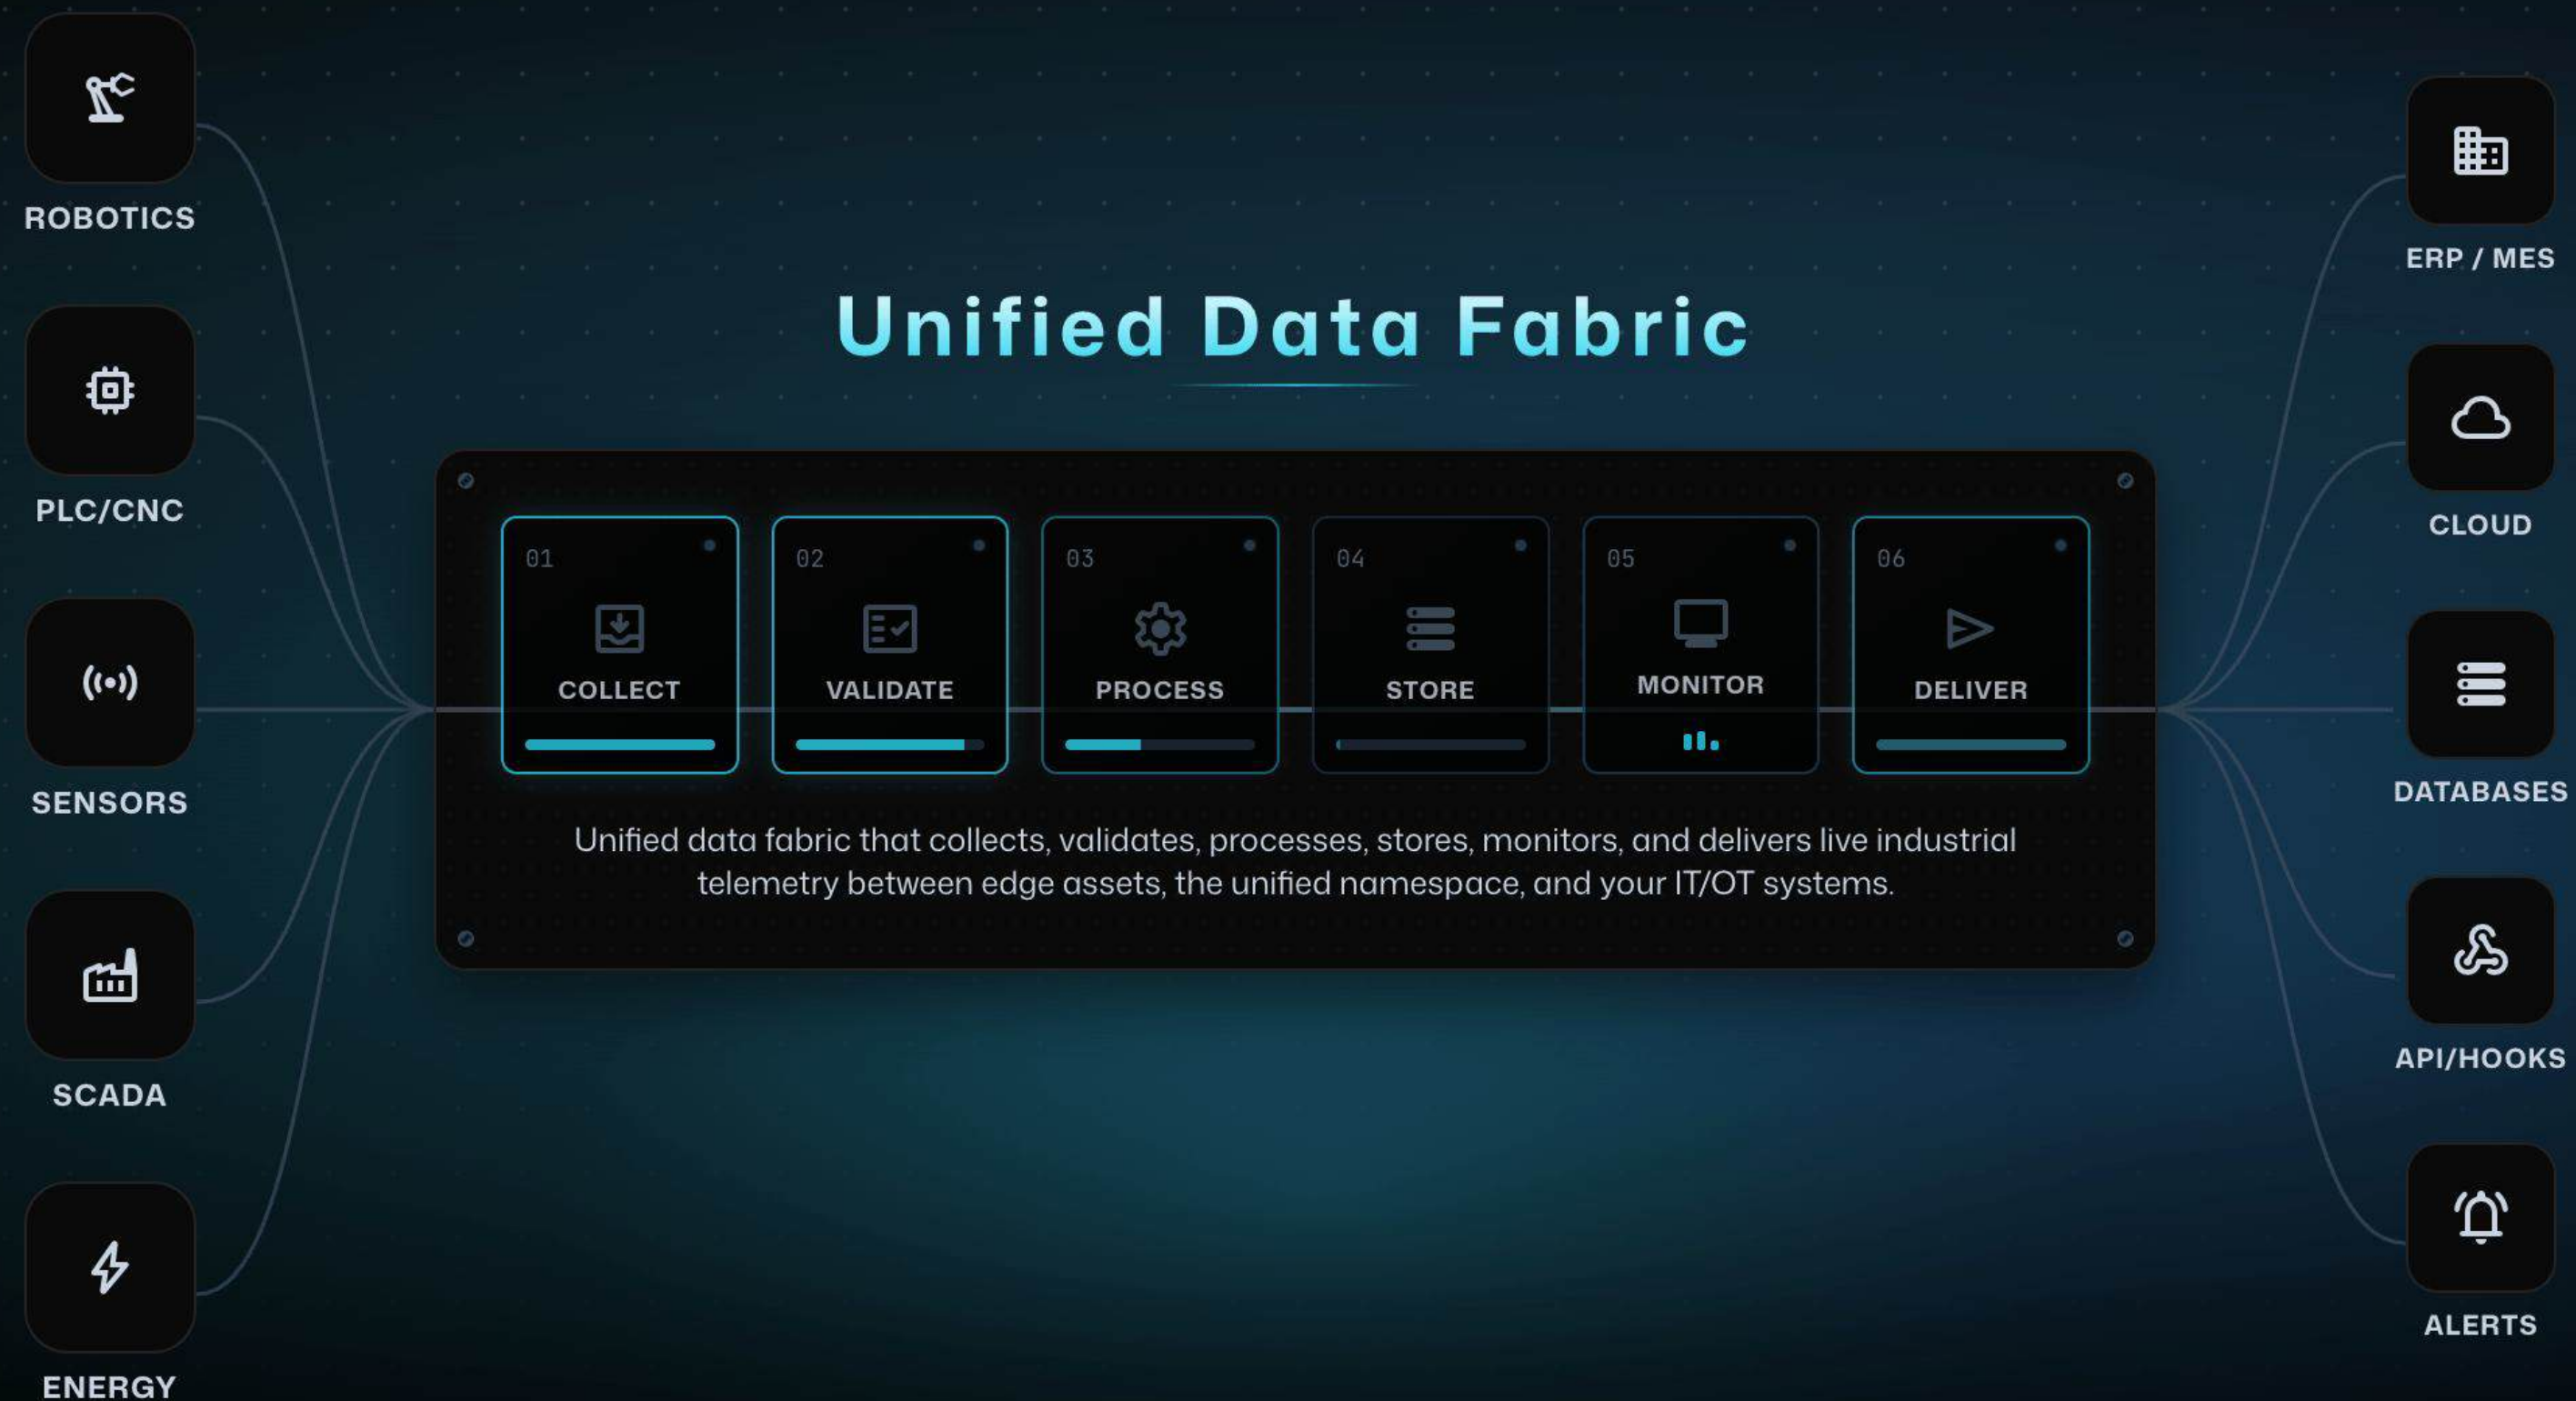 ROBOTICS
PLC/CNC
SENSORS
SCADA
ENERGY
Unified Data Fabric
01
COLLECT
02
VALIDATE
03
PROCESS
04
STORE
05
MONITOR
06
DELIVER
Unified data fabric that collects, validates, processes, stores, monitors, and delivers live industrial
telemetry between edge assets, the unified namespace, and your IT/OT systems.
ERP / MES
CLOUD
DATABASES
API/HOOKS
ALERTS